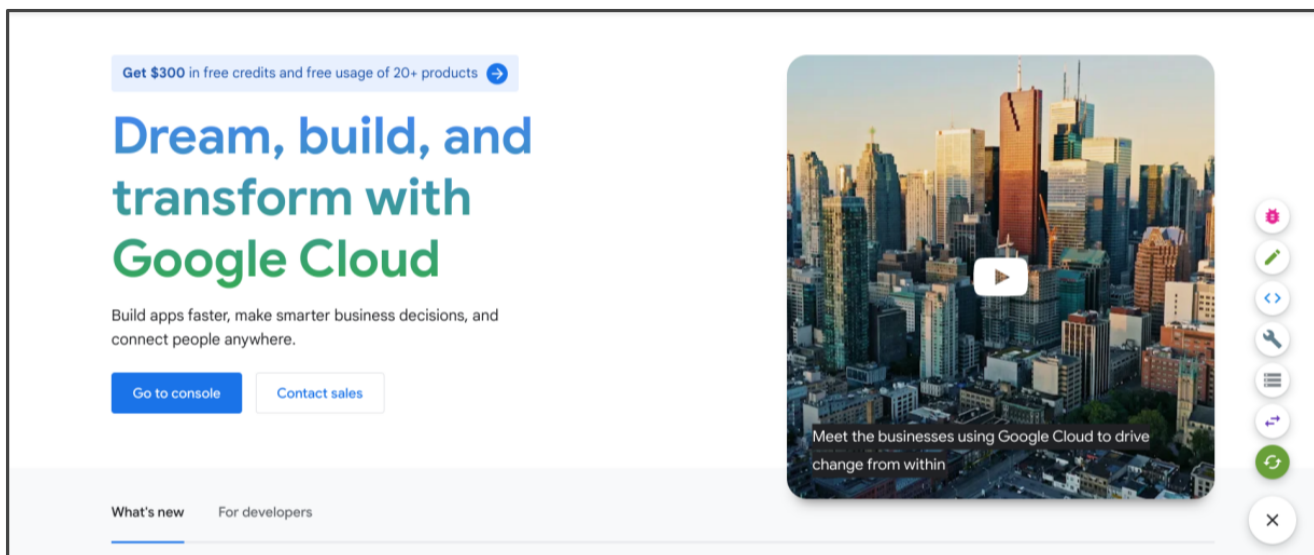 Get $300 in free credits and free usage of 20+ products
Dream, build, and
transform with
Google Cloud
Build apps faster, make smarter business decisions, and
connect people anywhere.
Go to console
Contact sales
Meet the businesses using Google Cloud to drive
change from within
What's new
For developers